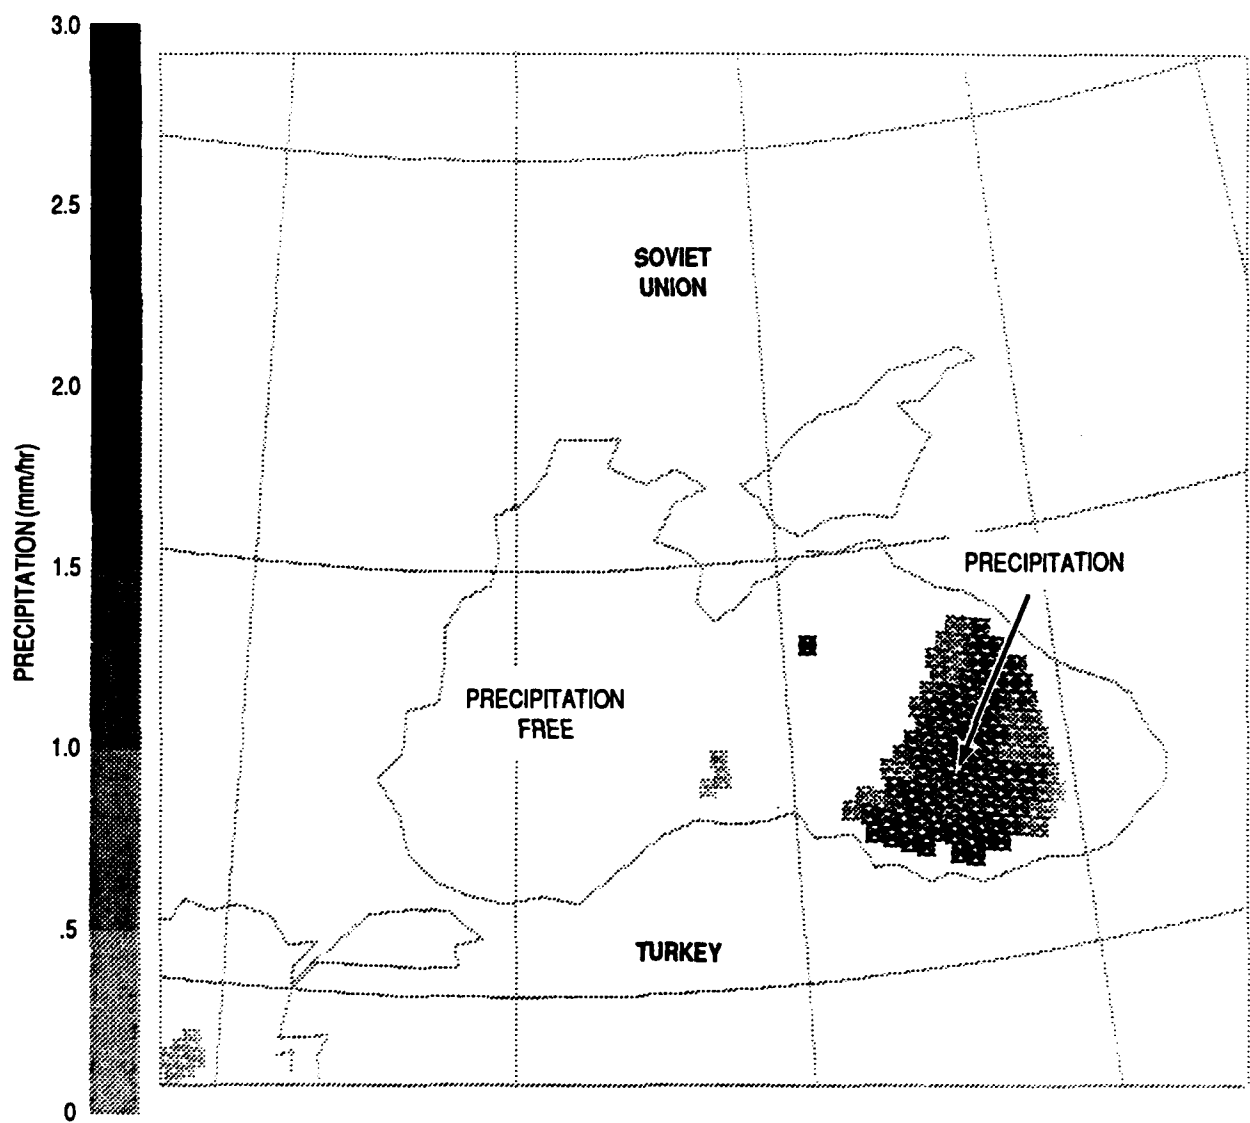 3.0
2.5
2.0
1.5
1.0
.5
0
PRECIPITATION (mm/hr)
SOVIET
UNION
PRECIPITATION
PRECIPITATION
FREE
TURKEY